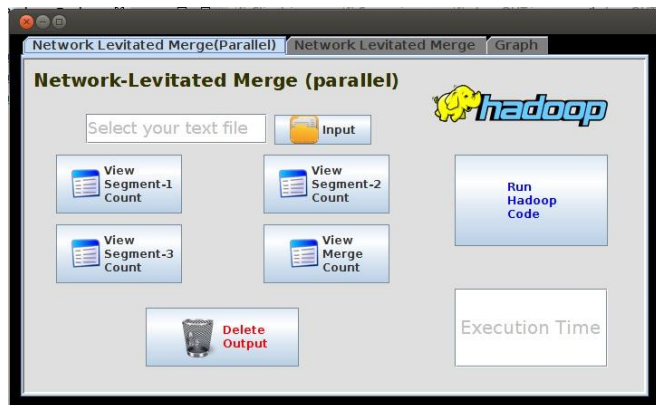 Network Levitated Merge(Parallel) Network Levitated Merge Graph
Network-Levitated Merge (parallel)
hadoop
Select your text file Input
View
Segment-1
Count
View
Segment-2
Count
Run
Hadoop
Code
View
Segment-3
Count
View
Merge
Count
Delete
Output
Execution Time